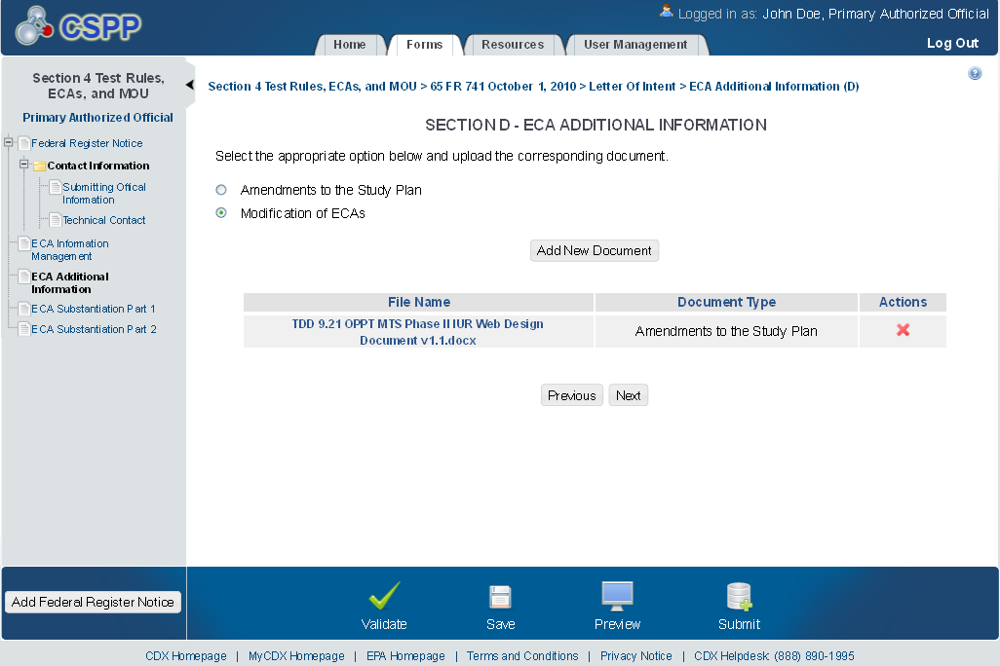 CSPP
Logged in as: John Doe, Primary Authorized Official
Home
Forms
Resources
User Management
Log Out
Section 4 Test Rules,
ECAs, and MOU
Primary Authorized Official
Federal Register Notice
Contact Information
Submitting Offical
Information
Technical Contact
ECA Information
Management
ECA Additional
Information
ECA Substantiation Part 1
ECA Substantiation Part 2
Section 4 Test Rules, ECAs, and MOU > 65 FR 741 October 1, 2010 > Letter Of Intent > ECA Additional Information (D)
SECTION D - ECA ADDITIONAL INFORMATION
Select the appropriate option below and upload the corresponding document.
Amendments to the Study Plan
Modification of ECAs
Add New Document
File Name Document Type Actions
TDD 9.21 OPPT MTS Phase II IUR Web Design
Document v1.1.docx
Amendments to the Study Plan
Previous Next
Add Federal Register Notice
Validate Save Preview Submit
CDX Homepage | MyCDX Homepage | EPA Homepage | Terms and Conditions | Privacy Notice | CDX Helpdesk: (888) 890-1995